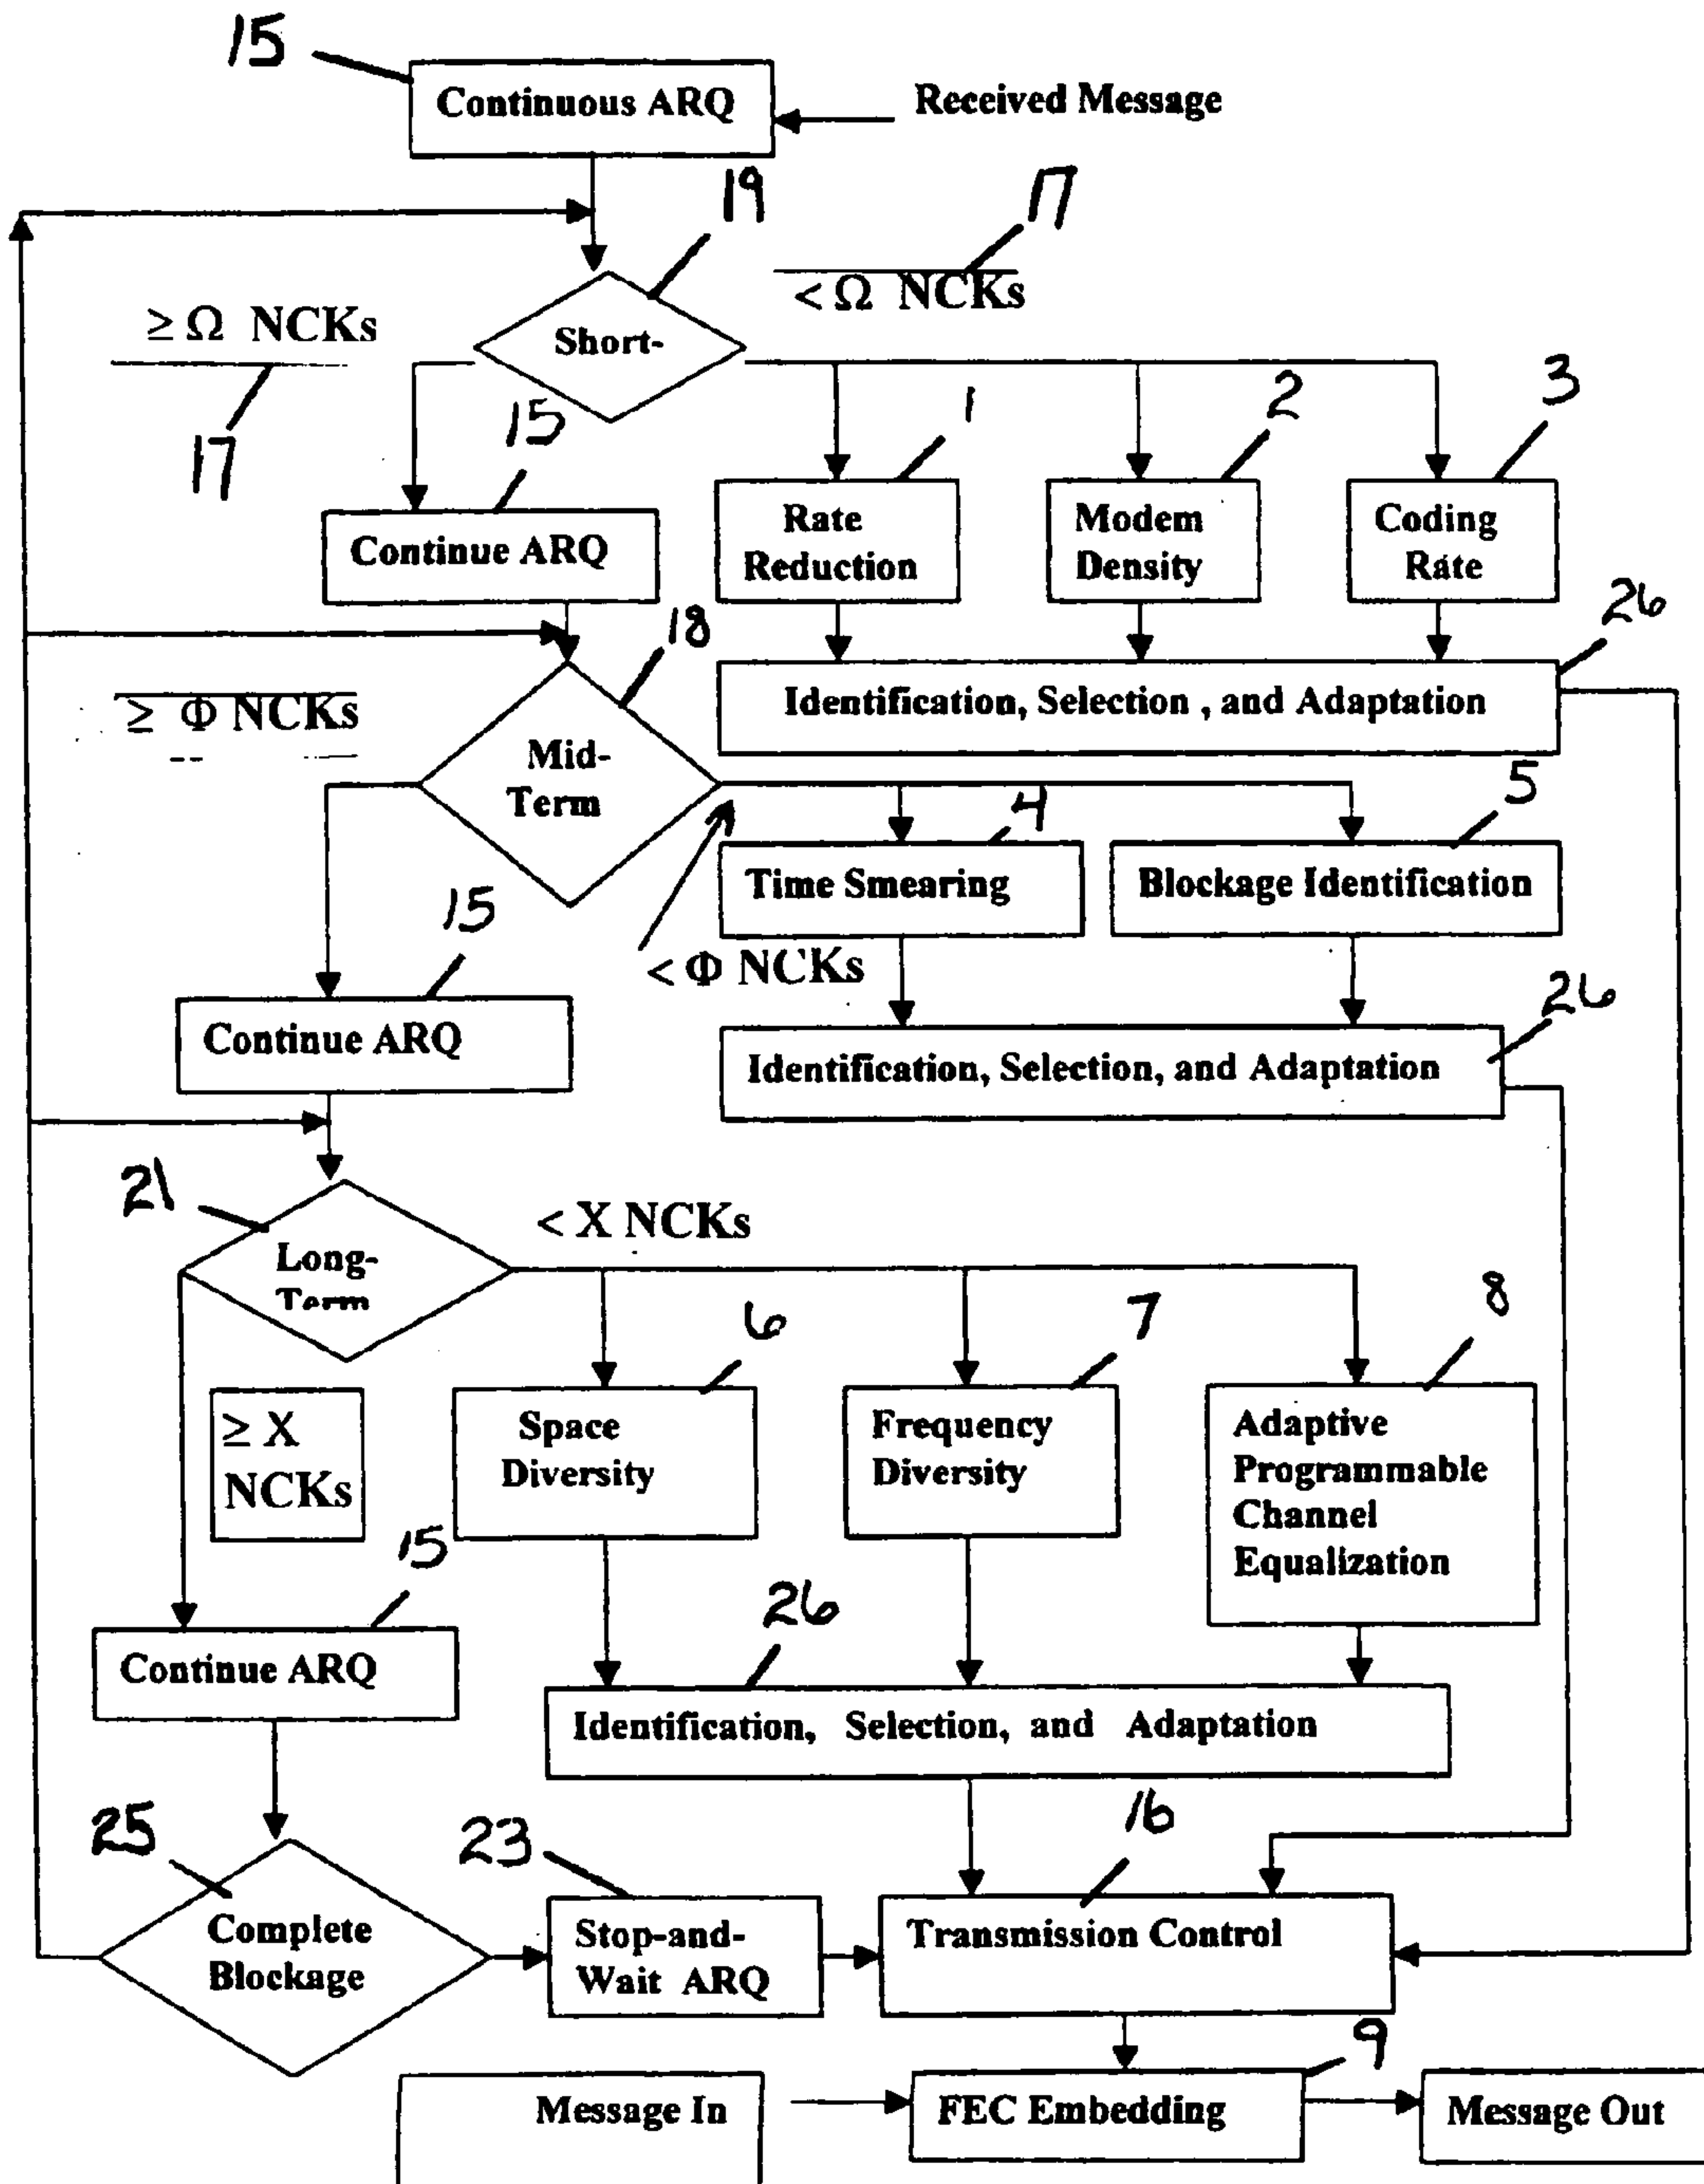 15
Continuous ARQ
Received Message
19
17
< Ω NCKs
≥ Ω NCKs
Short-
17
15
1
2
3
Continue ARQ
Rate
Reduction
Modem
Density
Coding
Rate
26
18
Identification, Selection , and Adaptation
≥ Φ NCKs
Mid-
Term
4
5
Time Smearing
Blockage Identification
15
< Φ NCKs
26
Continue ARQ
Identification, Selection, and Adaptation
21
< X NCKs
Long-
Term
6
7
8
≥ X
NCKs
Space
Diversity
Frequency
Diversity
Adaptive
Programmable
Channel
Equalization
15
26
Continue ARQ
Identification, Selection, and Adaptation
16
25
23
Complete
Blockage
Stop-and-
Wait ARQ
Transmission Control
9
Message In
FEC Embedding
Message Out